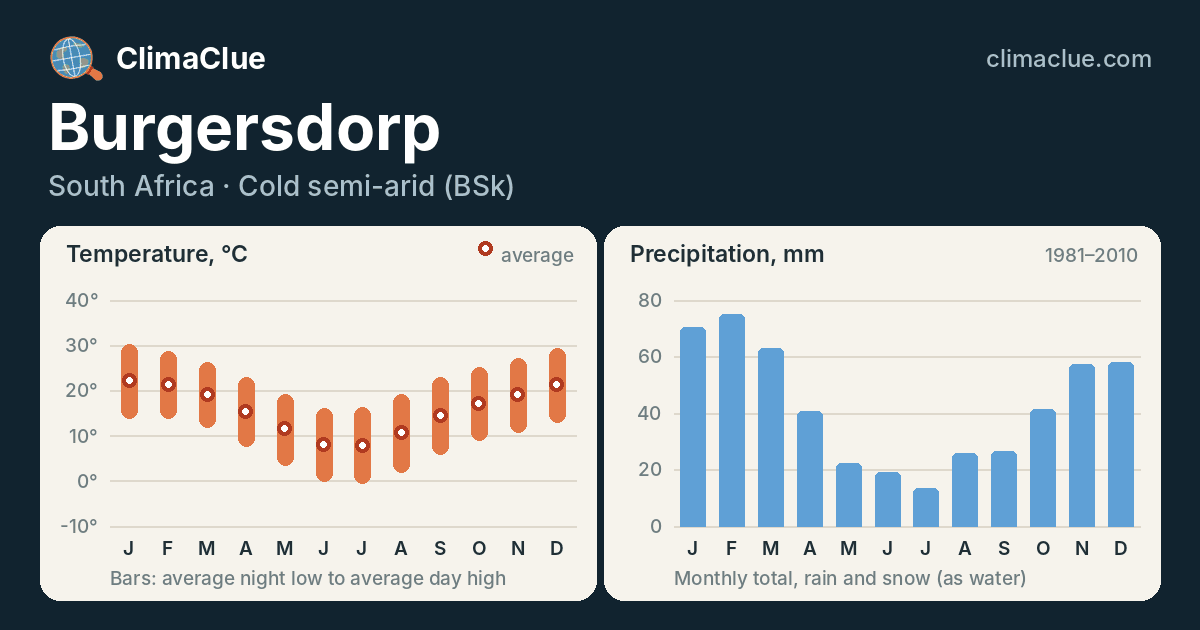 ClimaClue
climaclue.com
Burgersdorp
South Africa · Cold semi-arid (BSk)
Temperature, °C
average
40°
30°
20°
10°
0°
-10°
J F M A M J J A S O N D
Bars: average night low to average day high
Precipitation, mm
1981–2010
80
60
40
20
0
J F M A M J J A S O N D
Monthly total, rain and snow (as water)